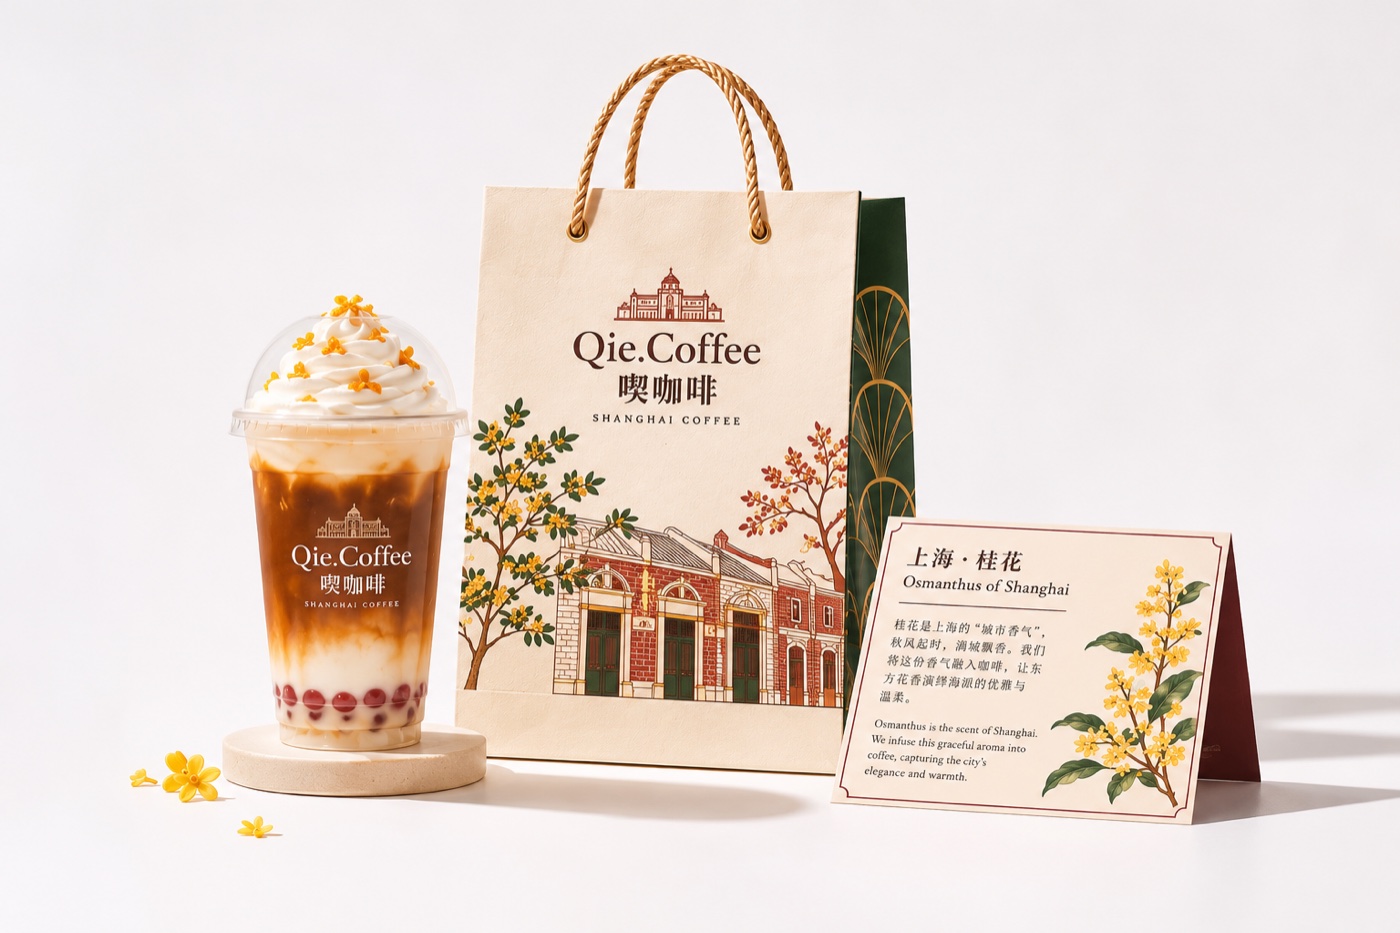 Qie.Coffee
喫咖啡
SHANGHAI COFFEE
Qie.Coffee
喫咖啡
SHANGHAI COFFEE
上海·桂花
Osmanthus of Shanghai
桂花是上海的“城市香气”，
秋风起时，满城飘香。我们
将这份香气融入咖啡，让东
方花香演绎海派的优雅与
温柔。
Osmanthus is the scent of Shanghai.
We infuse this graceful aroma into
coffee, capturing the city's
elegance and warmth.